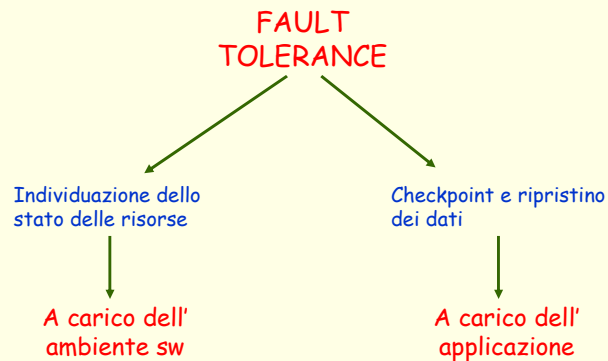 FAULT
TOLERANCE
Individuazione dello
stato delle risorse
Checkpoint e ripristino
dei dati
A carico dell'
ambiente sw
A carico dell'
applicazione